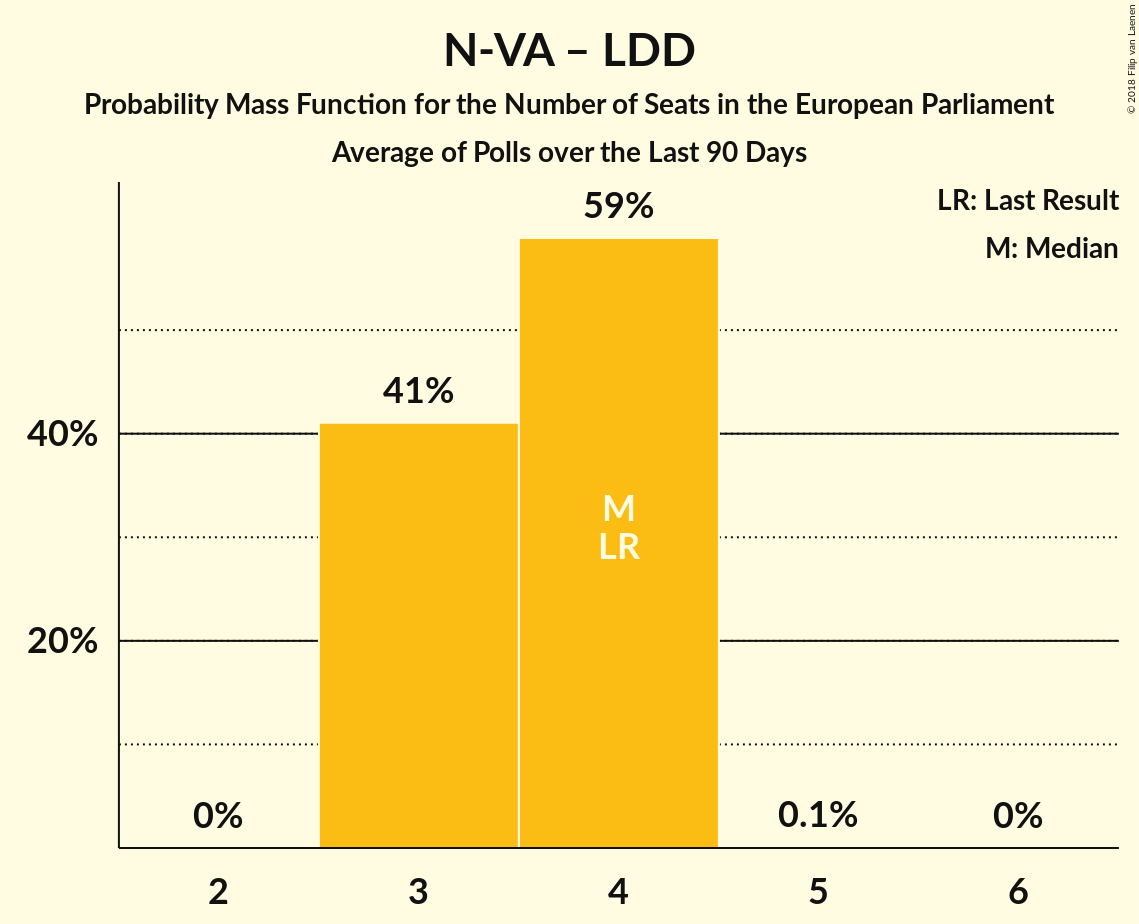 N-VA – LDD
Probability Mass Function for the Number of Seats in the European Parliament
Average of Polls over the Last 90 Days
© 2018 Filip van Laenen
LR: Last Result
M: Median
59%
41%
40%
M
LR
20%
0%
0.1%
0%
2
3
4
5
6